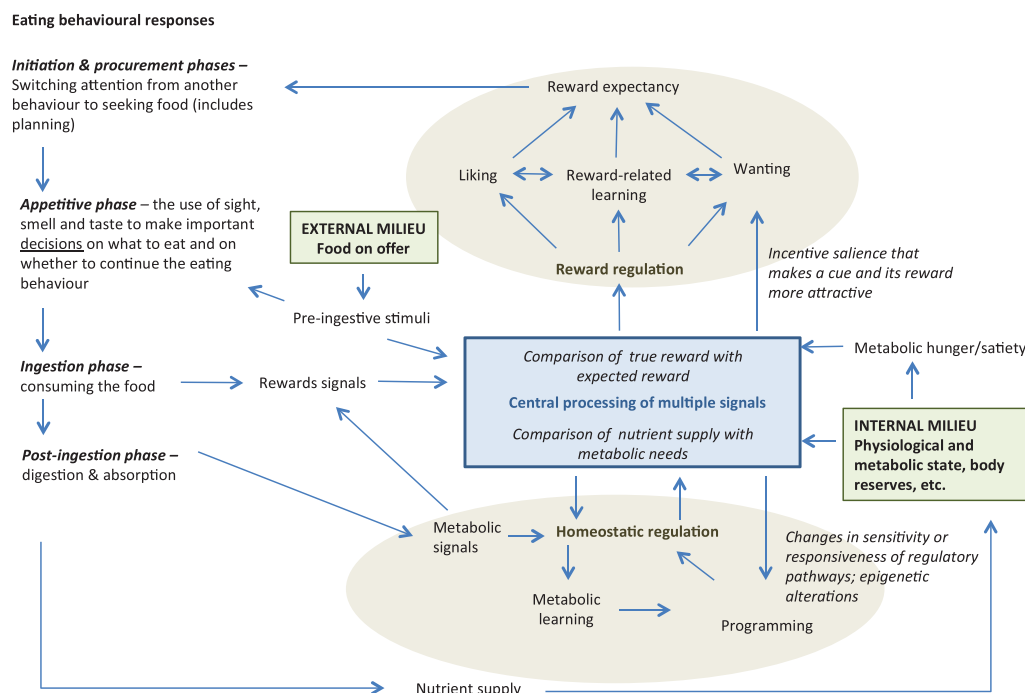 Eating behavioural responses
Initiation & procurement phases –
Switching attention from another
behaviour to seeking food (includes
planning)
Appetitive phase – the use of sight,
smell and taste to make important
decisions on what to eat and on
whether to continue the eating
behaviour
Ingestion phase –
consuming the food
Post-ingestion phase –
digestion & absorption
EXTERNAL MILIEU
Food on offer
Pre-ingestive stimuli
Rewards signals
Reward expectancy
Liking
Reward-related
learning
Wanting
Reward regulation
Incentive salience that
makes a cue and its reward
more attractive
Comparison of true reward with
expected reward
Central processing of multiple signals
Comparison of nutrient supply with
metabolic needs
Metabolic hunger/satiety
INTERNAL MILIEU
Physiological and
metabolic state, body
reserves, etc.
Metabolic
signals
Homeostatic regulation
Metabolic
learning
Programming
Changes in sensitivity or
responsiveness of regulatory
pathways; epigenetic
alterations
Nutrient supply